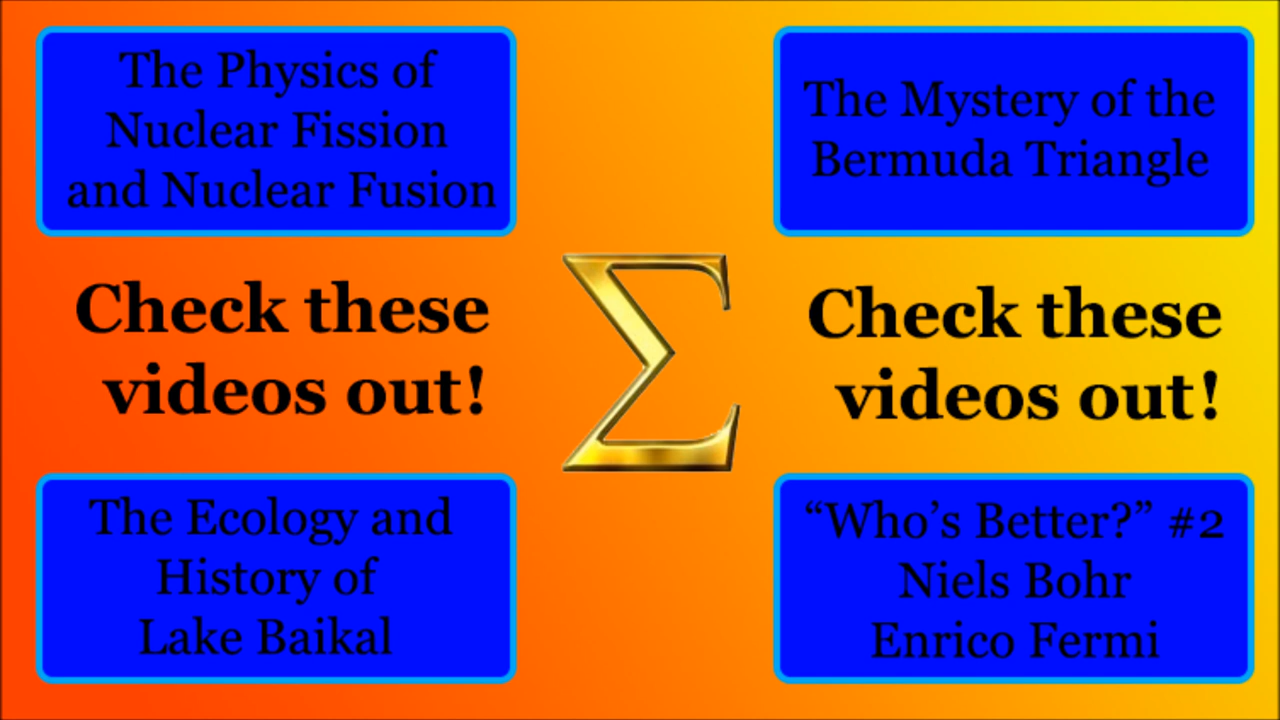 The Physics of
Nuclear Fission
and Nuclear Fusion
The Mystery of the
Bermuda Triangle
Check these
videos out!
Σ
Check these
videos out!
The Ecology and
History of
Lake Baikal
“Who’s Better?” #2
Niels Bohr
Enrico Fermi